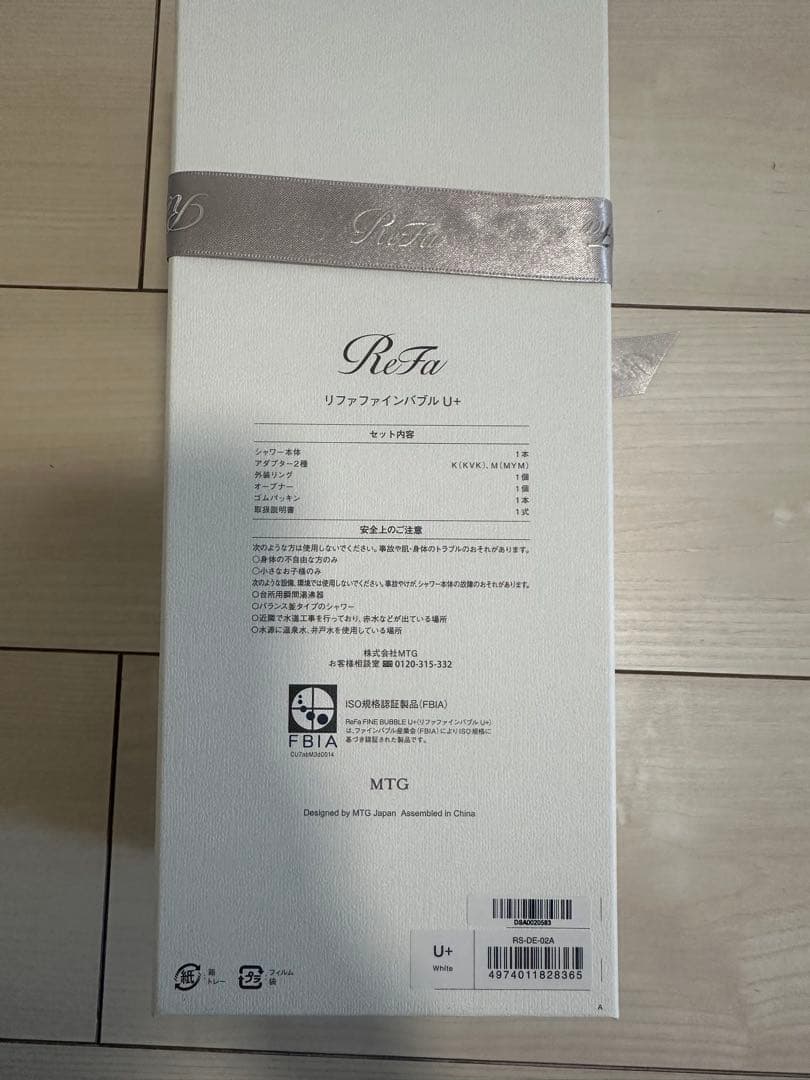 ReFa
ReFa
リファファインバブル U+
セット内容
シャワー本体 1本
アダプター2種 K(KVK)、M(MYM)
外装リング 1個
オープナー 1個
ゴムパッキン 1本
取扱説明書 1式
安全上のご注意
次のような方は使用しないでください。事故や肌・身体のトラブルのおそれがあります。
○身体の不自由な方のみ
○小さなお子様のみ
次のような設備、環境では使用しないでください。事故やけが、シャワー本体の故障のおそれがあります。
○台所用瞬間湯沸器
○バランス釜タイプのシャワー
○近隣で水道工事を行っており、赤水などが出ている場所
○水源に温泉水、井戸水を使用している場所
株式会社MTG
お客様相談室 0120-315-332
ISO規格認証製品(FBIA)
ReFa FINE BUBBLE U+(リファファインバブル U+)
は、ファインバブル産業会(FBIA)によりISO規格に
基づき認証された製品です。
FBIA
CU7abM3d0014
MTG
Designed by MTG Japan Assembled in China
DSA0020583
U+
White
RS-DE-02A
4974011828365
紙
箱
トレー
プラ
フィルム
袋
A